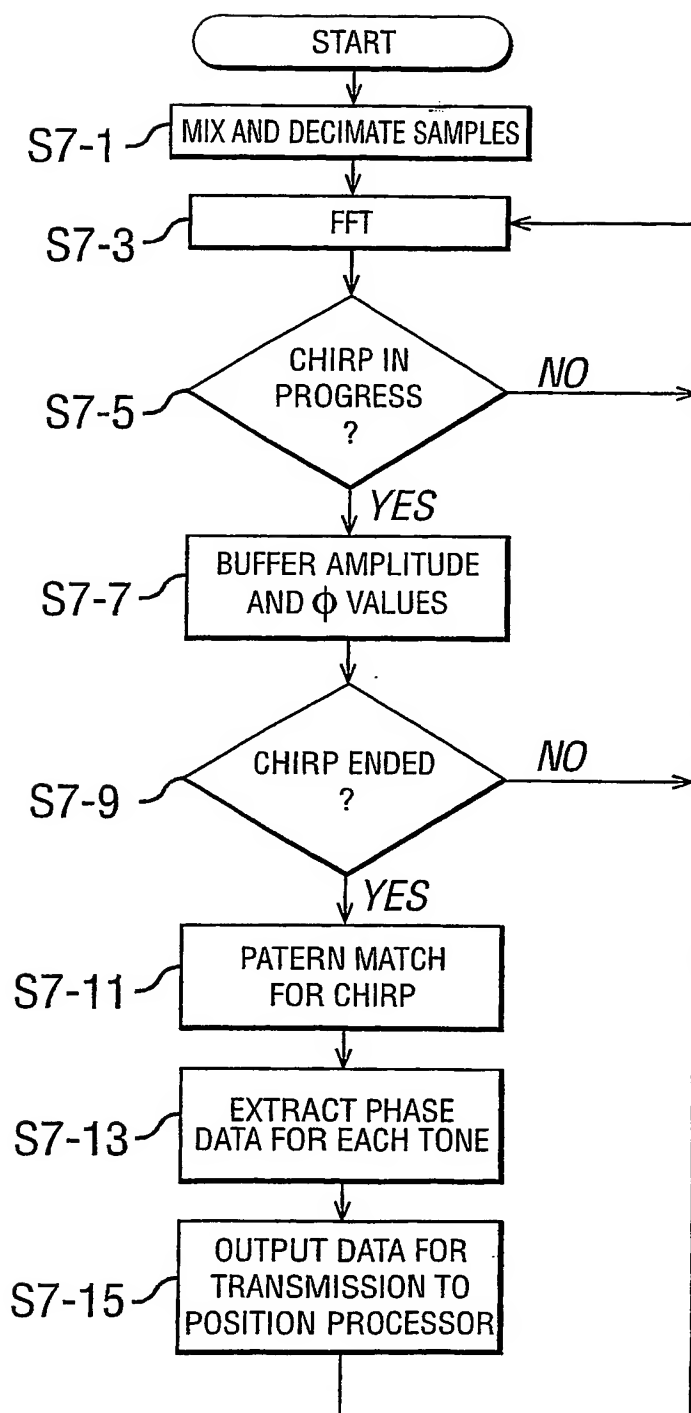 START
S7-1
MIX AND DECIMATE SAMPLES
S7-3
FFT
S7-5
CHIRP IN
PROGRESS
?
NO
YES
S7-7
BUFFER AMPLITUDE
AND ϕ VALUES
S7-9
CHIRP ENDED
?
NO
YES
S7-11
PATERN MATCH
FOR CHIRP
S7-13
EXTRACT PHASE
DATA FOR EACH TONE
S7-15
OUTPUT DATA FOR
TRANSMISSION TO
POSITION PROCESSOR